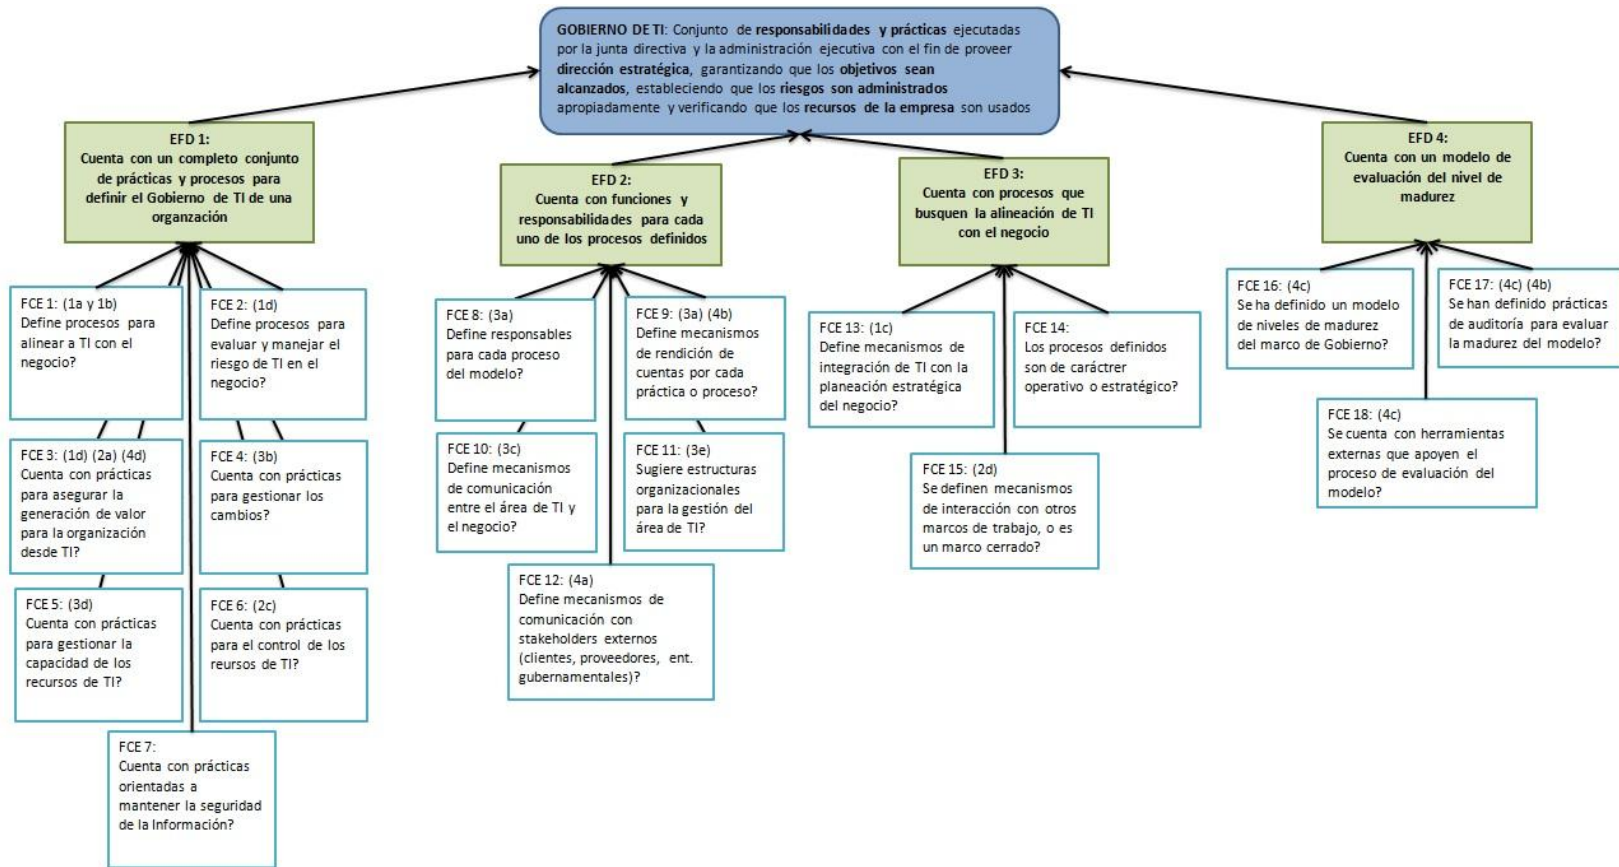 GOBIERNO DE TI: Conjunto de responsabilidades y prácticas ejecutadas
por la junta directiva y la administración ejecutiva con el fin de proveer
dirección estratégica, garantizando que los objetivos sean
alcanzados, estableciendo que los riesgos son administrados
apropiadamente y verificando que los recursos de la empresa son usados
EFD 1:
Cuenta con un completo conjunto
de prácticas y procesos para
definir el Gobierno de TI de una
organzación
EFD 2:
Cuenta con funciones y
responsabilidades para cada
uno de los procesos definidos
EFD 3:
Cuenta con procesos que
busquen la alineación de TI
con el negocio
EFD 4:
Cuenta con un modelo de
evaluación del nivel de
madurez
FCE 1: (1a y 1b)
Define procesos para
alinear a TI con el
negocio?
FCE 2: (1d)
Define procesos para
evaluar y manejar el
riesgo de TI en el
negocio?
FCE 3: (1d) (2a) (4d)
Cuenta con prácticas
para asegurar la
generación de valor
para la organización
desde TI?
FCE 4: (3b)
Cuenta con prácticas
para gestionar los
cambios?
FCE 5: (3d)
Cuenta con prácticas
para gestionar la
capacidad de los
recursos de TI?
FCE 6: (2c)
Cuenta con prácticas
para el control de los
reursos de TI?
FCE 7:
Cuenta con prácticas
orientadas a
mantener la seguridad
de la Información?
FCE 8: (3a)
Define responsables
para cada proceso
del modelo?
FCE 9: (3a) (4b)
Define mecanismos
de rendición de
cuentas por cada
práctica o proceso?
FCE 10: (3c)
Define mecanismos
de comunicación
entre el área de TI y
el negocio?
FCE 11: (3e)
Sugiere estructuras
organizacionales
para la gestión del
área de TI?
FCE 12: (4a)
Define mecanismos de
comunicación con
stakeholders externos
(clientes, proveedores, ent.
gubernamentales)?
FCE 13: (1c)
Define mecanismos de
integración de TI con la
planeación estratégica
del negocio?
FCE 14:
Los procesos definidos
son de caráctrer
operativo o estratégico?
FCE 15: (2d)
Se definen mecanismos
de interacción con otros
marcos de trabajo, o es
un marco cerrado?
FCE 16: (4c)
Se ha definido un modelo
de niveles de madurez
del marco de Gobierno?
FCE 17: (4c) (4b)
Se han definido prácticas
de auditoría para evaluar
la madurez del modelo?
FCE 18: (4c)
Se cuenta con herramientas
externas que apoyen el
proceso de evaluación del
modelo?